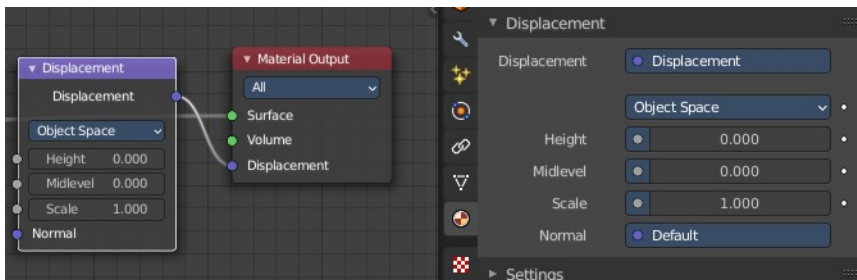 Displacement
Displacement
Object Space
Height 0.000
Midlevel 0.000
Scale 1.000
Normal
Material Output
All
Surface
Volume
Displacement
Displacement
Displacement Displacement
Object Space
Height 0.000
Midlevel 0.000
Scale 1.000
Normal Default
Settings